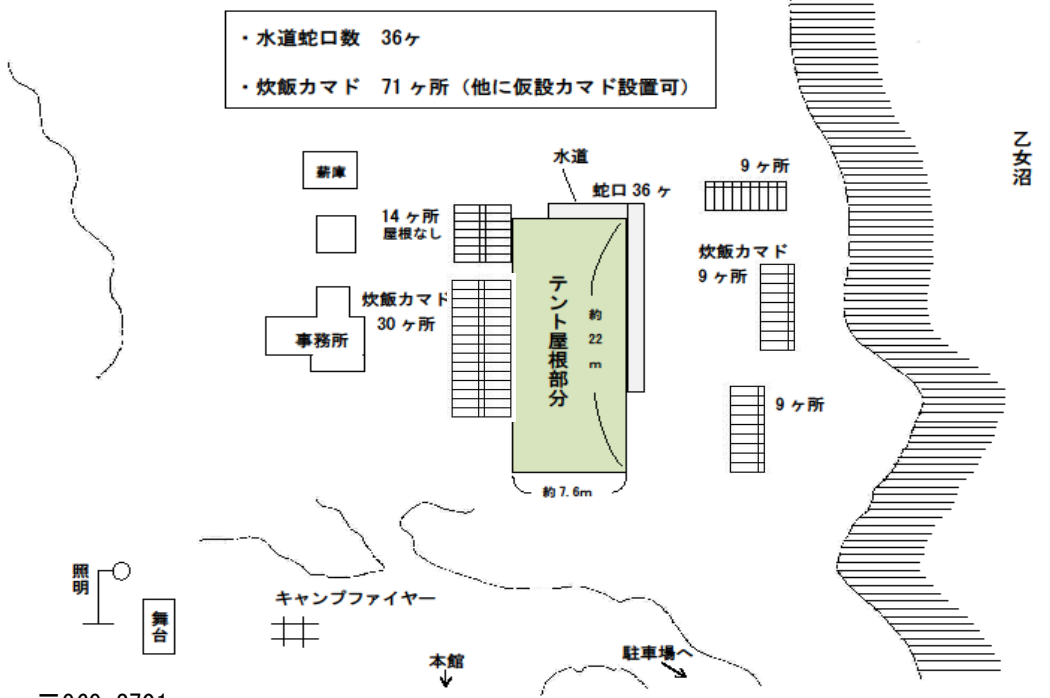 ・水道蛇口数　36ヶ
・炊飯カマド　71ヶ所（他に仮設カマド設置可）
乙女沼
水道
薪庫
9ヶ所
蛇口36ヶ
14ヶ所
屋根なし
炊飯カマド
9ヶ所
テント屋根部分
炊飯カマド
30ヶ所
約22m
事務所
9ヶ所
約7.6m
照明
キャンプファイヤー
舞台
本館
駐車場へ